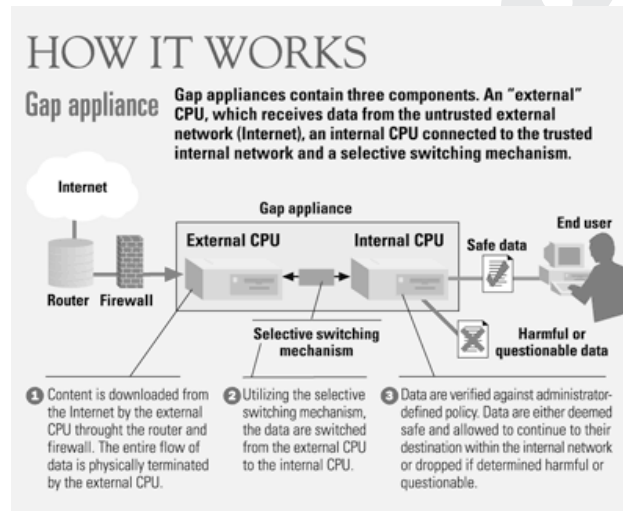 HOW IT WORKS
Gap appliance
Gap appliances contain three components. An "external"
CPU, which receives data from the untrusted external
network (Internet), an internal CPU connected to the trusted
internal network and a selective switching mechanism.
Internet
Gap appliance
End user
External CPU
Internal CPU
Safe data
Router
Firewall
Selective switching
mechanism
Harmful or
questionable data
1 Content is downloaded from
the Internet by the external
CPU throught the router and
firewall. The entire flow of
data is physically terminated
by the external CPU.
2 Utilizing the selective
switching mechanism,
the data are switched
from the external CPU
to the internal CPU.
3 Data are verified against administrator-
defined policy. Data are either deemed
safe and allowed to continue to their
destination within the internal network
or dropped if determined harmful or
questionable.